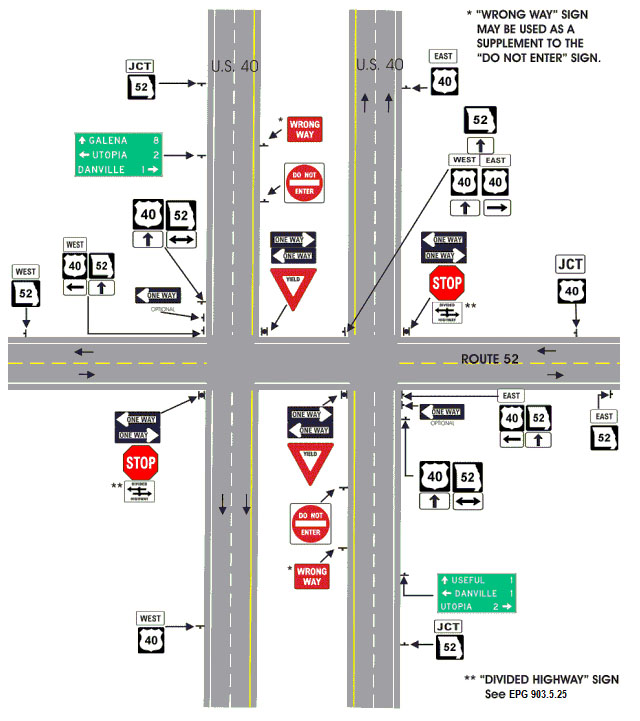 * “WRONG WAY” SIGN
MAY BE USED AS A
SUPPLEMENT TO THE
“DO NOT ENTER” SIGN.
U.S. 40
U.S. 40
JCT
52
EAST
40
GALENA 8
UTOPIA 2
DANVILLE 1
* WRONG
WAY
DO NOT
ENTER
52
WEST EAST
40 40
40 52
WEST
40 52
WEST
52
ONE WAY
OPTIONAL
ONE WAY
ONE WAY
YIELD
ONE WAY
ONE WAY
STOP
**
DIVIDED
HIGHWAY
JCT
40
ROUTE 52
ONE WAY
ONE WAY
STOP
**
DIVIDED
HIGHWAY
ONE WAY
ONE WAY
YIELD
DO NOT
ENTER
* WRONG
WAY
ONE WAY
OPTIONAL
EAST
40 52
EAST
52
40 52
USEFUL 1
DANVILLE 1
UTOPIA 2
WEST
40
JCT
52
** “DIVIDED HIGHWAY” SIGN
See EPG 903.5.25